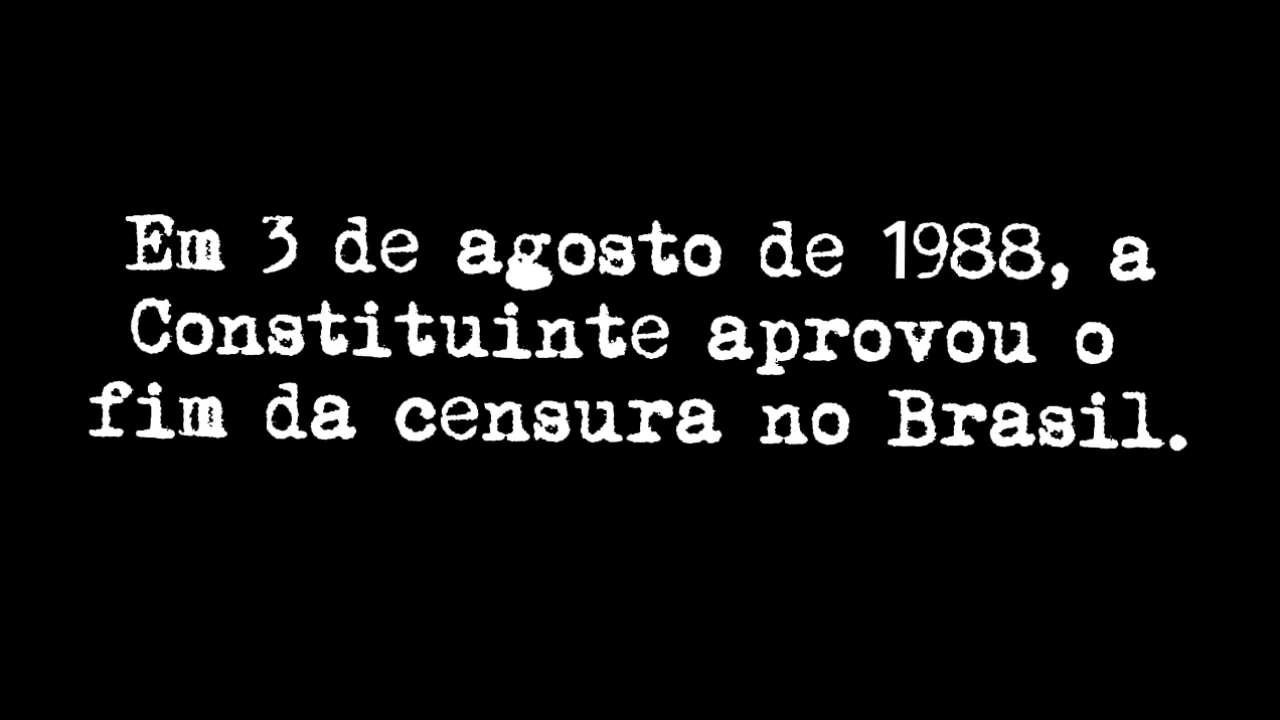 Em 3 de agosto de 1988, a
Constituinte aprovou o
fim da censura no Brasil.